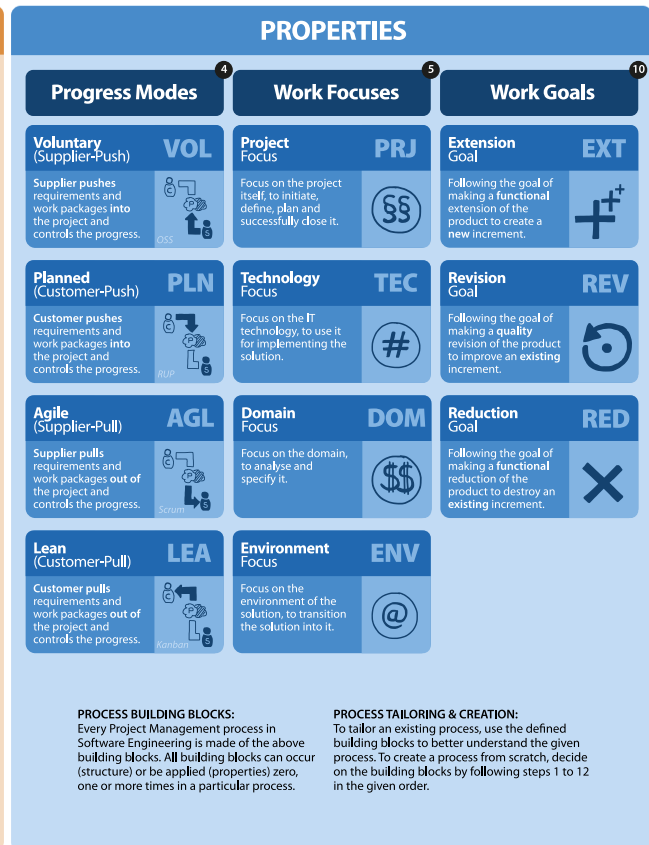 PROPERTIES
4
Progress Modes
5
Work Focuses
10
Work Goals
Voluntary
(Supplier-Push)
VOL
Supplier pushes
requirements and
work packages into
the project and
controls the progress.
C
P
S
OSS
Project
Focus
PRJ
Focus on the project
itself, to initiate,
define, plan and
successfully close it.
§§
Extension
Goal
EXT
Following the goal of
making a functional
extension of the
product to create a
new increment.
Planned
(Customer-Push)
PLN
Customer pushes
requirements and
work packages into
the project and
controls the progress.
C
P
S
RUP
Technology
Focus
TEC
Focus on the IT
technology, to use it
for implementing the
solution.
#
Revision
Goal
REV
Following the goal of
making a quality
revision of the product
to improve an existing
increment.
Agile
(Supplier-Pull)
AGL
Supplier pulls
requirements and
work packages out of
the project and
controls the progress.
C
P
S
Scrum
Domain
Focus
DOM
Focus on the domain,
to analyse and
specify it.
$$
Reduction
Goal
RED
Following the goal of
making a functional
reduction of the
product to destroy an
existing increment.
Lean
(Customer-Pull)
LEA
Customer pulls
requirements and
work packages out of
the project and
controls the progress.
C
P
S
Kanban
Environment
Focus
ENV
Focus on the
environment of the
solution, to transition
the solution into it.
@
PROCESS BUILDING BLOCKS:
Every Project Management process in
Software Engineering is made of the above
building blocks. All building blocks can occur
(structure) or be applied (properties) zero,
one or more times in a particular process.
PROCESS TAILORING & CREATION:
To tailor an existing process, use the defined
building blocks to better understand the given
process. To create a process from scratch, decide
on the building blocks by following steps 1 to 12
in the given order.